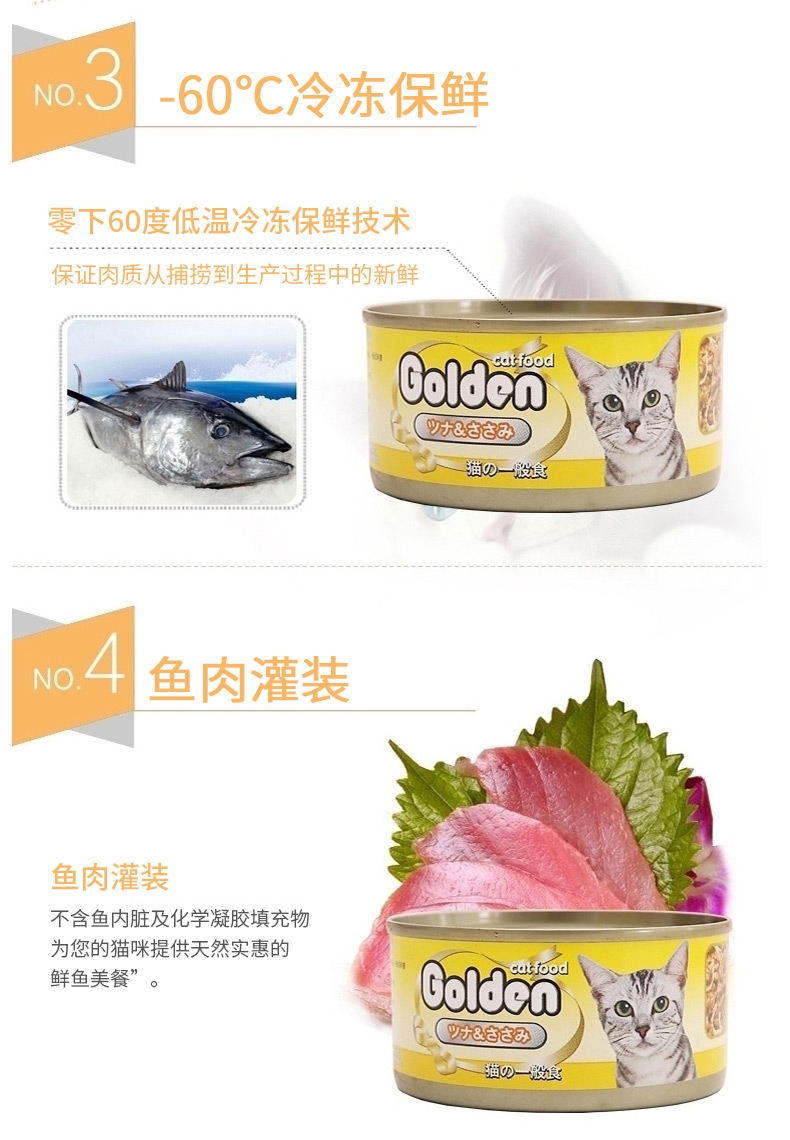 NO.3
-60℃冷冻保鲜
零下60度低温冷冻保鲜技术
保证肉质从捕捞到生产过程中的新鲜
cat food
Golden
ツナ&ささみ
猫の一般食
NO.4
鱼肉灌装
鱼肉灌装
不含鱼内脏及化学凝胶填充物
为您的猫咪提供天然实惠的
鲜鱼美餐”。
cat food
Golden
ツナ&ささみ
猫の一般食